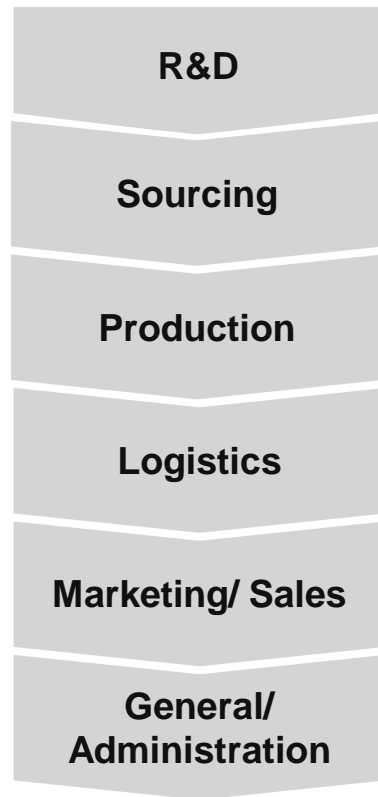 R&D
Sourcing
Production
Logistics
Marketing/ Sales
General/
Administration